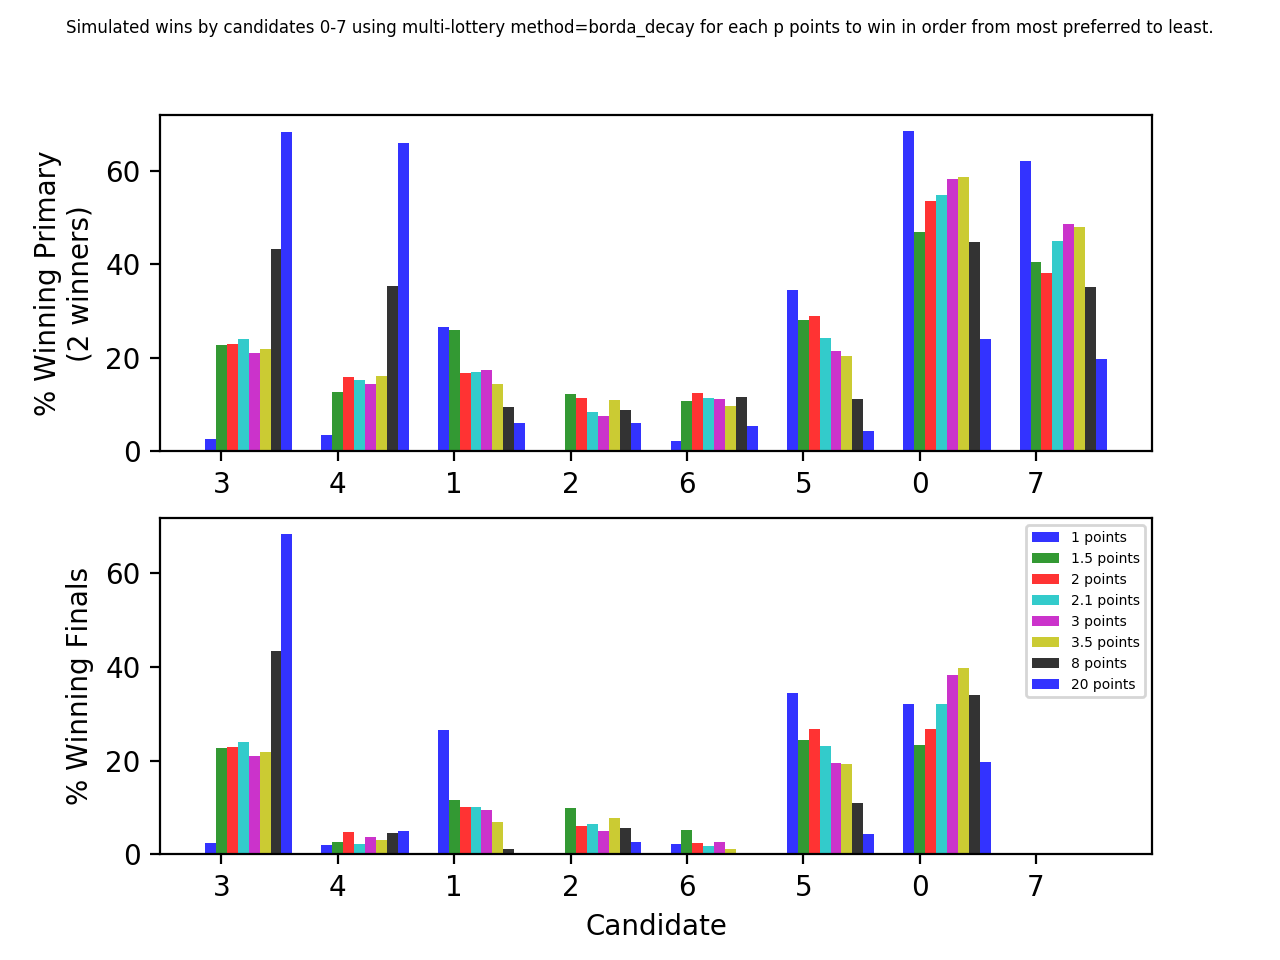 Simulated wins by candidates 0-7 using multi-lottery method=borda_decay for each p points to win in order from most preferred to least.
% Winning Primary
(2 winners)
60
40
20
0
3 4 1 2 6 5 0 7
% Winning Finals
60
40
20
0
1 points
1.5 points
2 points
2.1 points
3 points
3.5 points
8 points
20 points
3 4 1 2 6 5 0 7
Candidate